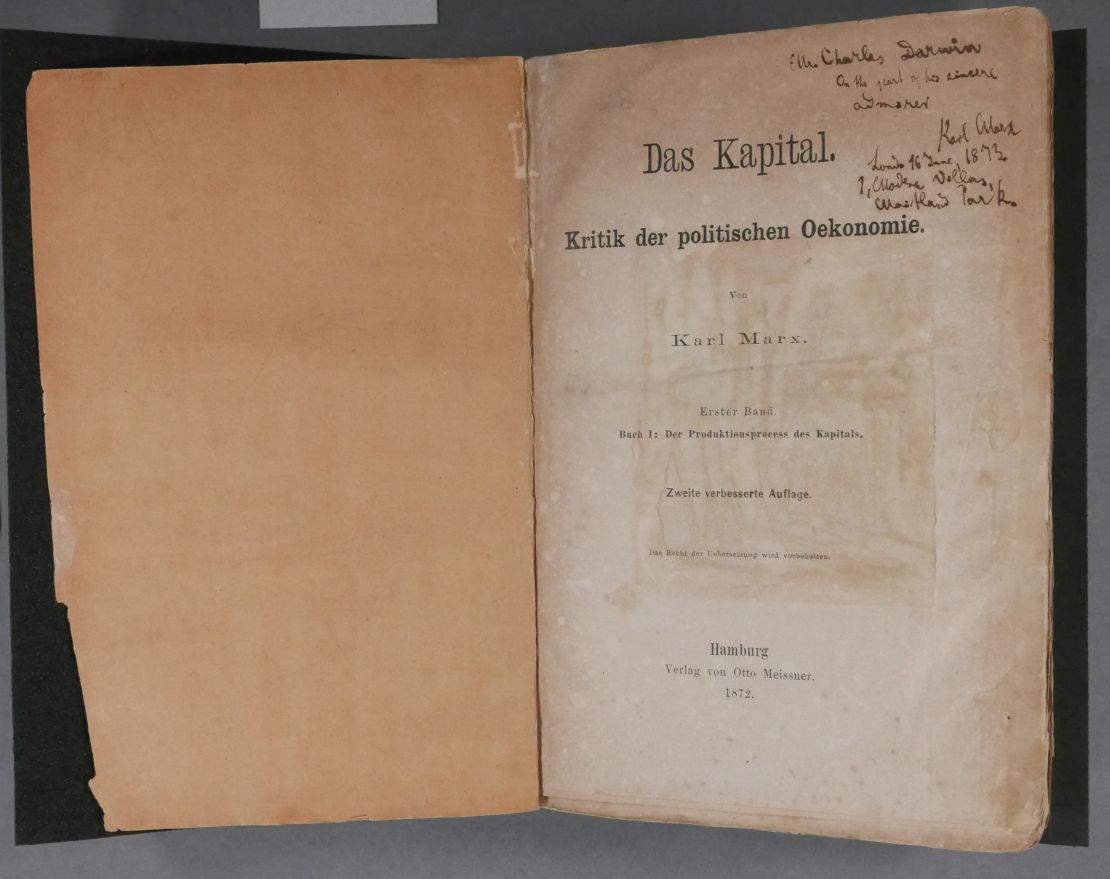 Mr. Charles Darwin
On the part of his sincere
admirer
Karl Marx
London 16 June, 1873
1, Modena Villas,
Maitland Park
Das Kapital.
Kritik der politischen Oekonomie.
Von
Karl Marx.
Erster Band.
Buch I: Der Produktionsprocess des Kapitals.
Zweite verbesserte Auflage.
Das Recht der Uebersetzung wird vorbehalten.
Hamburg
Verlag von Otto Meissner.
1872.